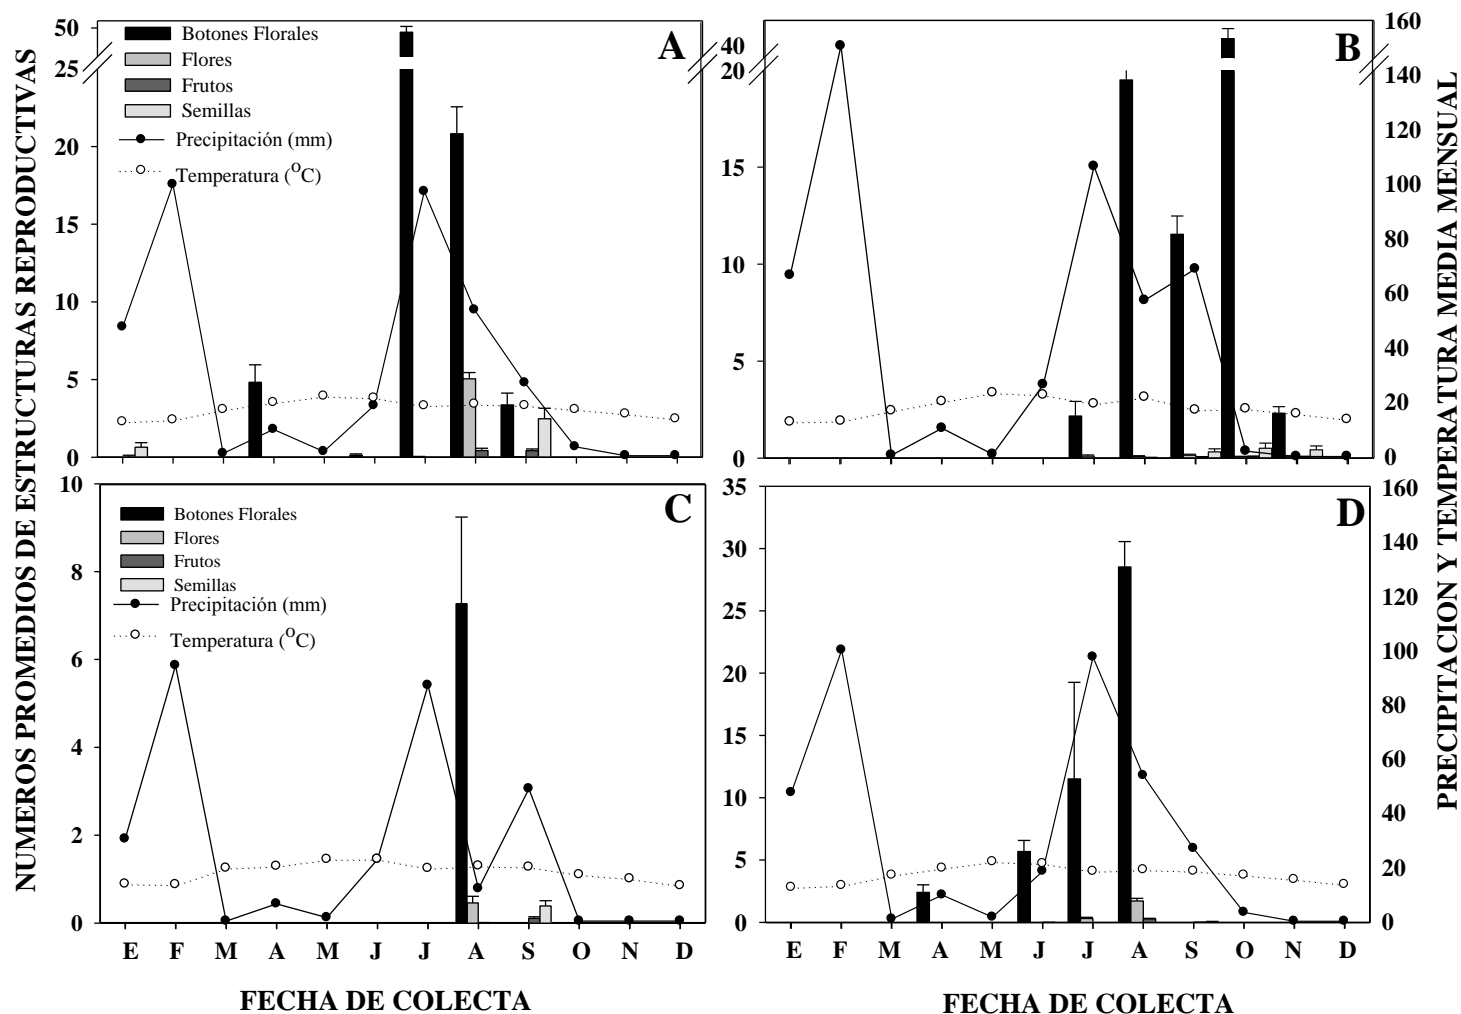 NUMEROS PROMEDIOS DE ESTRUCTURAS REPRODUCTIVAS
50
25
20
15
10
5
0
Botones Florales
Flores
Frutos
Semillas
Precipitación (mm)
Temperatura (°C)
A
40
20
15
10
5
0
B
160
140
120
100
80
60
40
20
0
PRECIPITACION Y TEMPERATURA MEDIA MENSUAL
10
8
6
4
2
0
Botones Florales
Flores
Frutos
Semillas
Precipitación (mm)
Temperatura (°C)
C
E F M A M J J A S O N D
FECHA DE COLECTA
35
30
25
20
15
10
5
0
D
160
140
120
100
80
60
40
20
0
E F M A M J J A S O N D
FECHA DE COLECTA